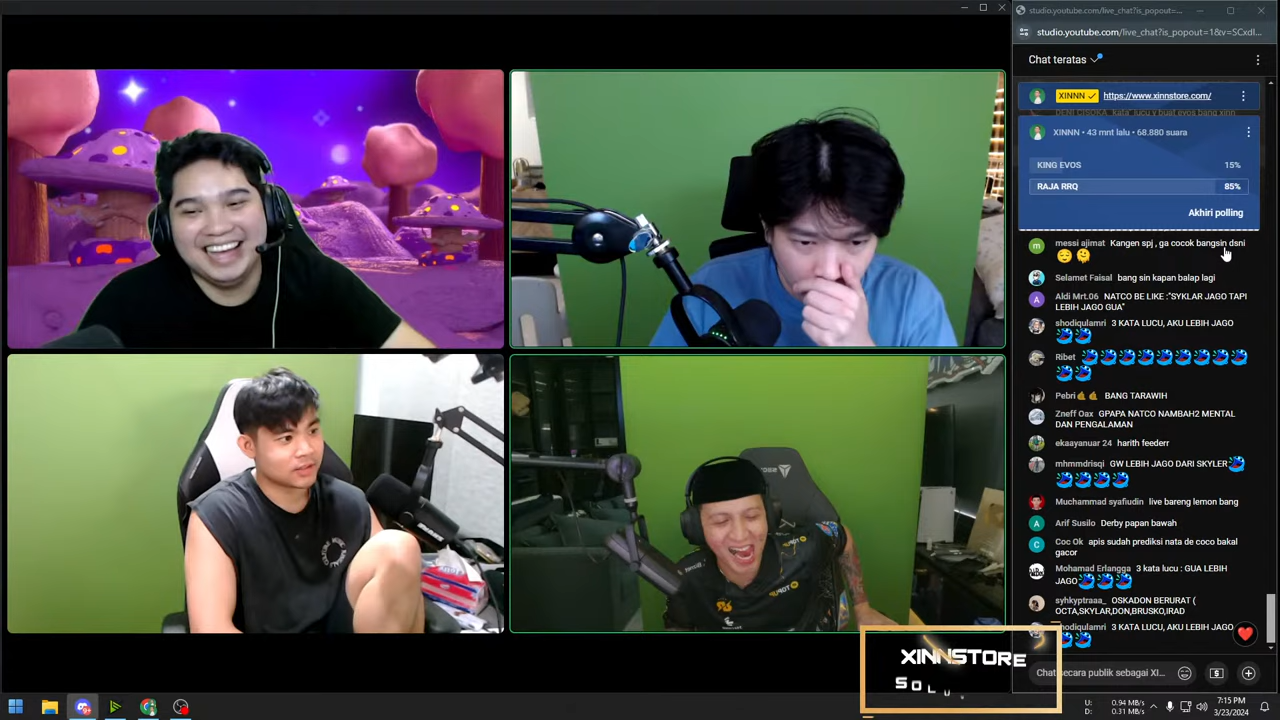 studio.youtube.com/live_chat?is_popout=...
studio.youtube.com/live_chat?is_popout=1&v=SCxdI...
Chat teratas
XINNN
https://www.xinnstore.com/
XINNN • 43 mnt lalu • 68.880 suara
KING EVOS
15%
RAJA RRQ
85%
Akhiri polling
messi ajimat Kangen spj , ga cocok bangsin dsni
Selamet Faisal bang sin kapan balap lagi
Aldi Mrt.06 NATCO BE LIKE :"SYKLAR JAGO TAPI
LEBIH JAGO GUA"
shodiqulamri 3 KATA LUCU, AKU LEBIH JAGO
Ribet
Pebri🤙🤙 BANG TARAWIH
Zneff Oax GPAPA NATCO NAMBAH2 MENTAL
DAN PENGALAMAN
ekaayanuar 24 harith feederr
mhmmdrisqi GW LEBIH JAGO DARI SKYLER
Muchammad syafiudin live bareng lemon bang
Arif Susilo Derby papan bawah
Coc Ok apis sudah prediksi nata de coco bakal
gacor
Mohamad Erlangga 3 kata lucu : GUA LEBIH
JAGO
syhkyptraaa_ OSKADON BERURAT (
OCTA,SKYLAR,DON,BRUSKO,IRAD
shodiqulamri 3 KATA LUCU, AKU LEBIH JAGO
XINNSTORE
SOLU
Chat secara publik sebagai XI...
U: 0.94 MB/s
D: 0.31 MB/s
7:15 PM
3/23/2024